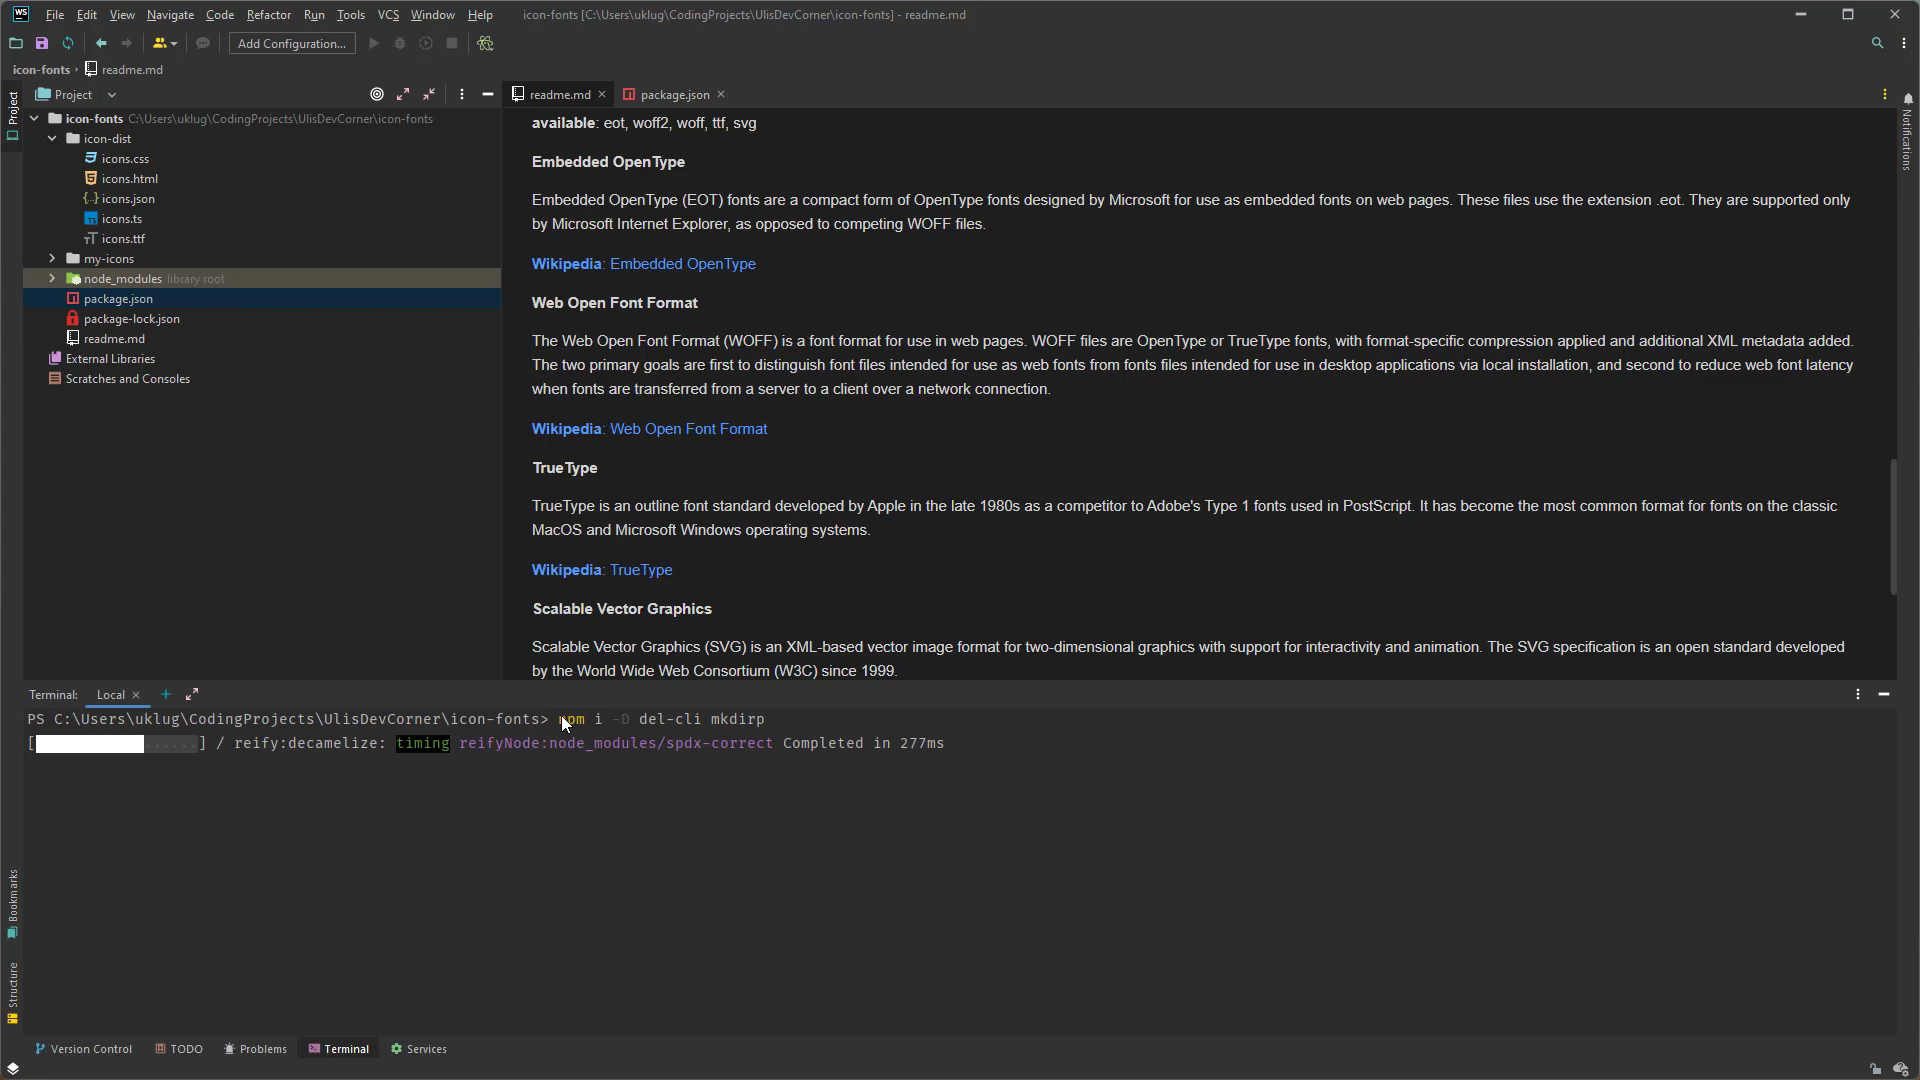 WS File Edit View Navigate Code Refactor Run Tools VCS Window Help icon-fonts [C:\Users\uklug\CodingProjects\UlisDevCorner\icon-fonts] - readme.md
Add Configuration...
icon-fonts › readme.md
Project
Project
icon-fonts C:\Users\uklug\CodingProjects\UlisDevCorner\icon-fonts
icon-dist
icons.css
icons.html
icons.json
icons.ts
icons.ttf
my-icons
node_modules library root
package.json
package-lock.json
readme.md
External Libraries
Scratches and Consoles
readme.md
package.json
available: eot, woff2, woff, ttf, svg
Embedded OpenType
Embedded OpenType (EOT) fonts are a compact form of OpenType fonts designed by Microsoft for use as embedded fonts on web pages. These files use the extension .eot. They are supported only
by Microsoft Internet Explorer, as opposed to competing WOFF files.
Wikipedia: Embedded OpenType
Web Open Font Format
The Web Open Font Format (WOFF) is a font format for use in web pages. WOFF files are OpenType or TrueType fonts, with format-specific compression applied and additional XML metadata added.
The two primary goals are first to distinguish font files intended for use as web fonts from fonts files intended for use in desktop applications via local installation, and second to reduce web font latency
when fonts are transferred from a server to a client over a network connection.
Wikipedia: Web Open Font Format
TrueType
TrueType is an outline font standard developed by Apple in the late 1980s as a competitor to Adobe's Type 1 fonts used in PostScript. It has become the most common format for fonts on the classic
MacOS and Microsoft Windows operating systems.
Wikipedia: TrueType
Scalable Vector Graphics
Scalable Vector Graphics (SVG) is an XML-based vector image format for two-dimensional graphics with support for interactivity and animation. The SVG specification is an open standard developed
by the World Wide Web Consortium (W3C) since 1999.
Notifications
Terminal: Local
PS C:\Users\uklug\CodingProjects\UlisDevCorner\icon-fonts> npm i -D del-cli mkdirp
[ ......] / reify:decamelize: timing reifyNode:node_modules/spdx-correct Completed in 277ms
Bookmarks
Structure
Version Control TODO Problems Terminal Services